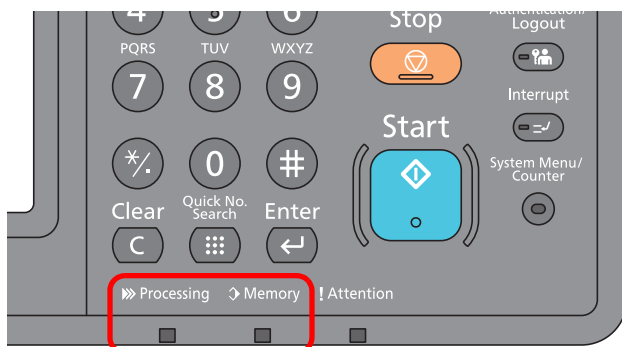 Stop
Authentication/
Logout
PQRS TUV WXYZ
7 8 9
Interrupt
Start
*/. 0 #
System Menu/
Counter
Clear
Quick No.
Search
Enter
C
Processing
Memory
! Attention